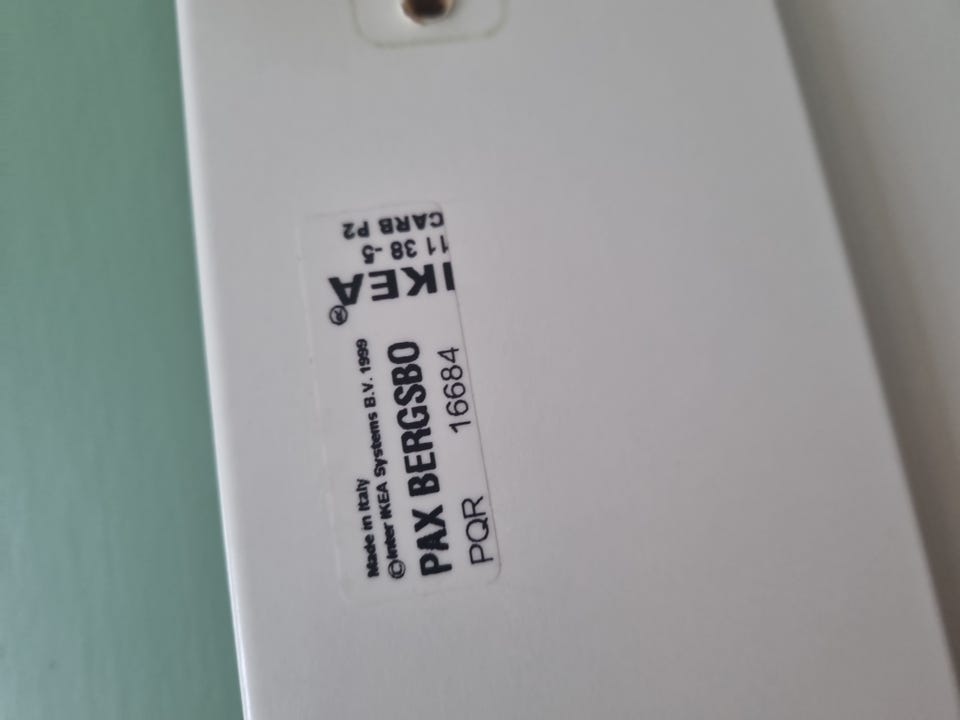 Made in Italy
©Inter IKEA Systems B.V. 1999
PAX BERGSBO
PQR 16684
IKEA®
11 38 -5
CARB P2